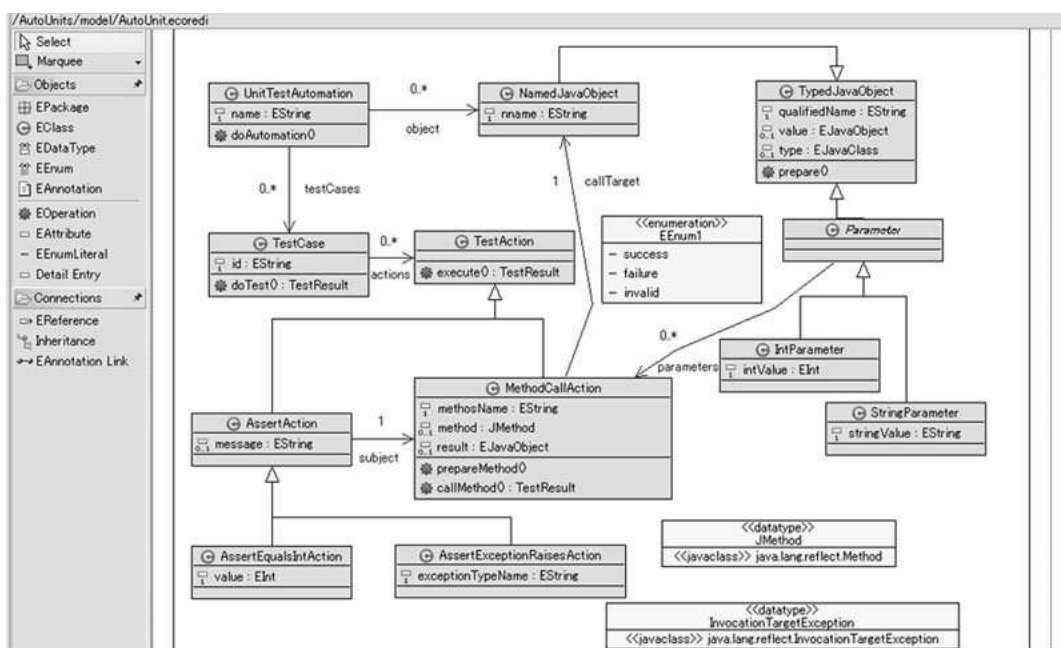 /AutoUnits/model/AutoUnit.ecoredi
Select
Marquee
Objects
EPackage
EClass
EDataType
EEnum
EAnnotation
EOperation
EAttribute
EEnumLiteral
Detail Entry
Connections
EReference
Inheritance
EAnnotation Link
UnitTestAutomation
name : EString
doAutomation()
0..*
object
NamedJavaObject
nname : EString
TypedJavaObject
qualifiedName : EString
value : EJavaObject
type : EJavaClass
prepare()
0..*
testCases
1
callTarget
<<enumeration>>
EEnum1
success
failure
invalid
Parameter
TestCase
id : EString
doTest() : TestResult
0..*
actions
TestAction
execute() : TestResult
0..*
parameters
IntParameter
intValue : EInt
StringParameter
stringValue : EString
AssertAction
message : EString
1
subject
MethodCallAction
methosName : EString
method : JMethod
result : EJavaObject
prepareMethod()
callMethod() : TestResult
AssertEqualsIntAction
value : EInt
AssertExceptionRaisesAction
exceptionTypeName : EString
<<datatype>>
JMethod
<<javaclass>> java.lang.reflect.Method
<<datatype>>
InvocationTargetException
<<javaclass>> java.lang.reflect.InvocationTargetException